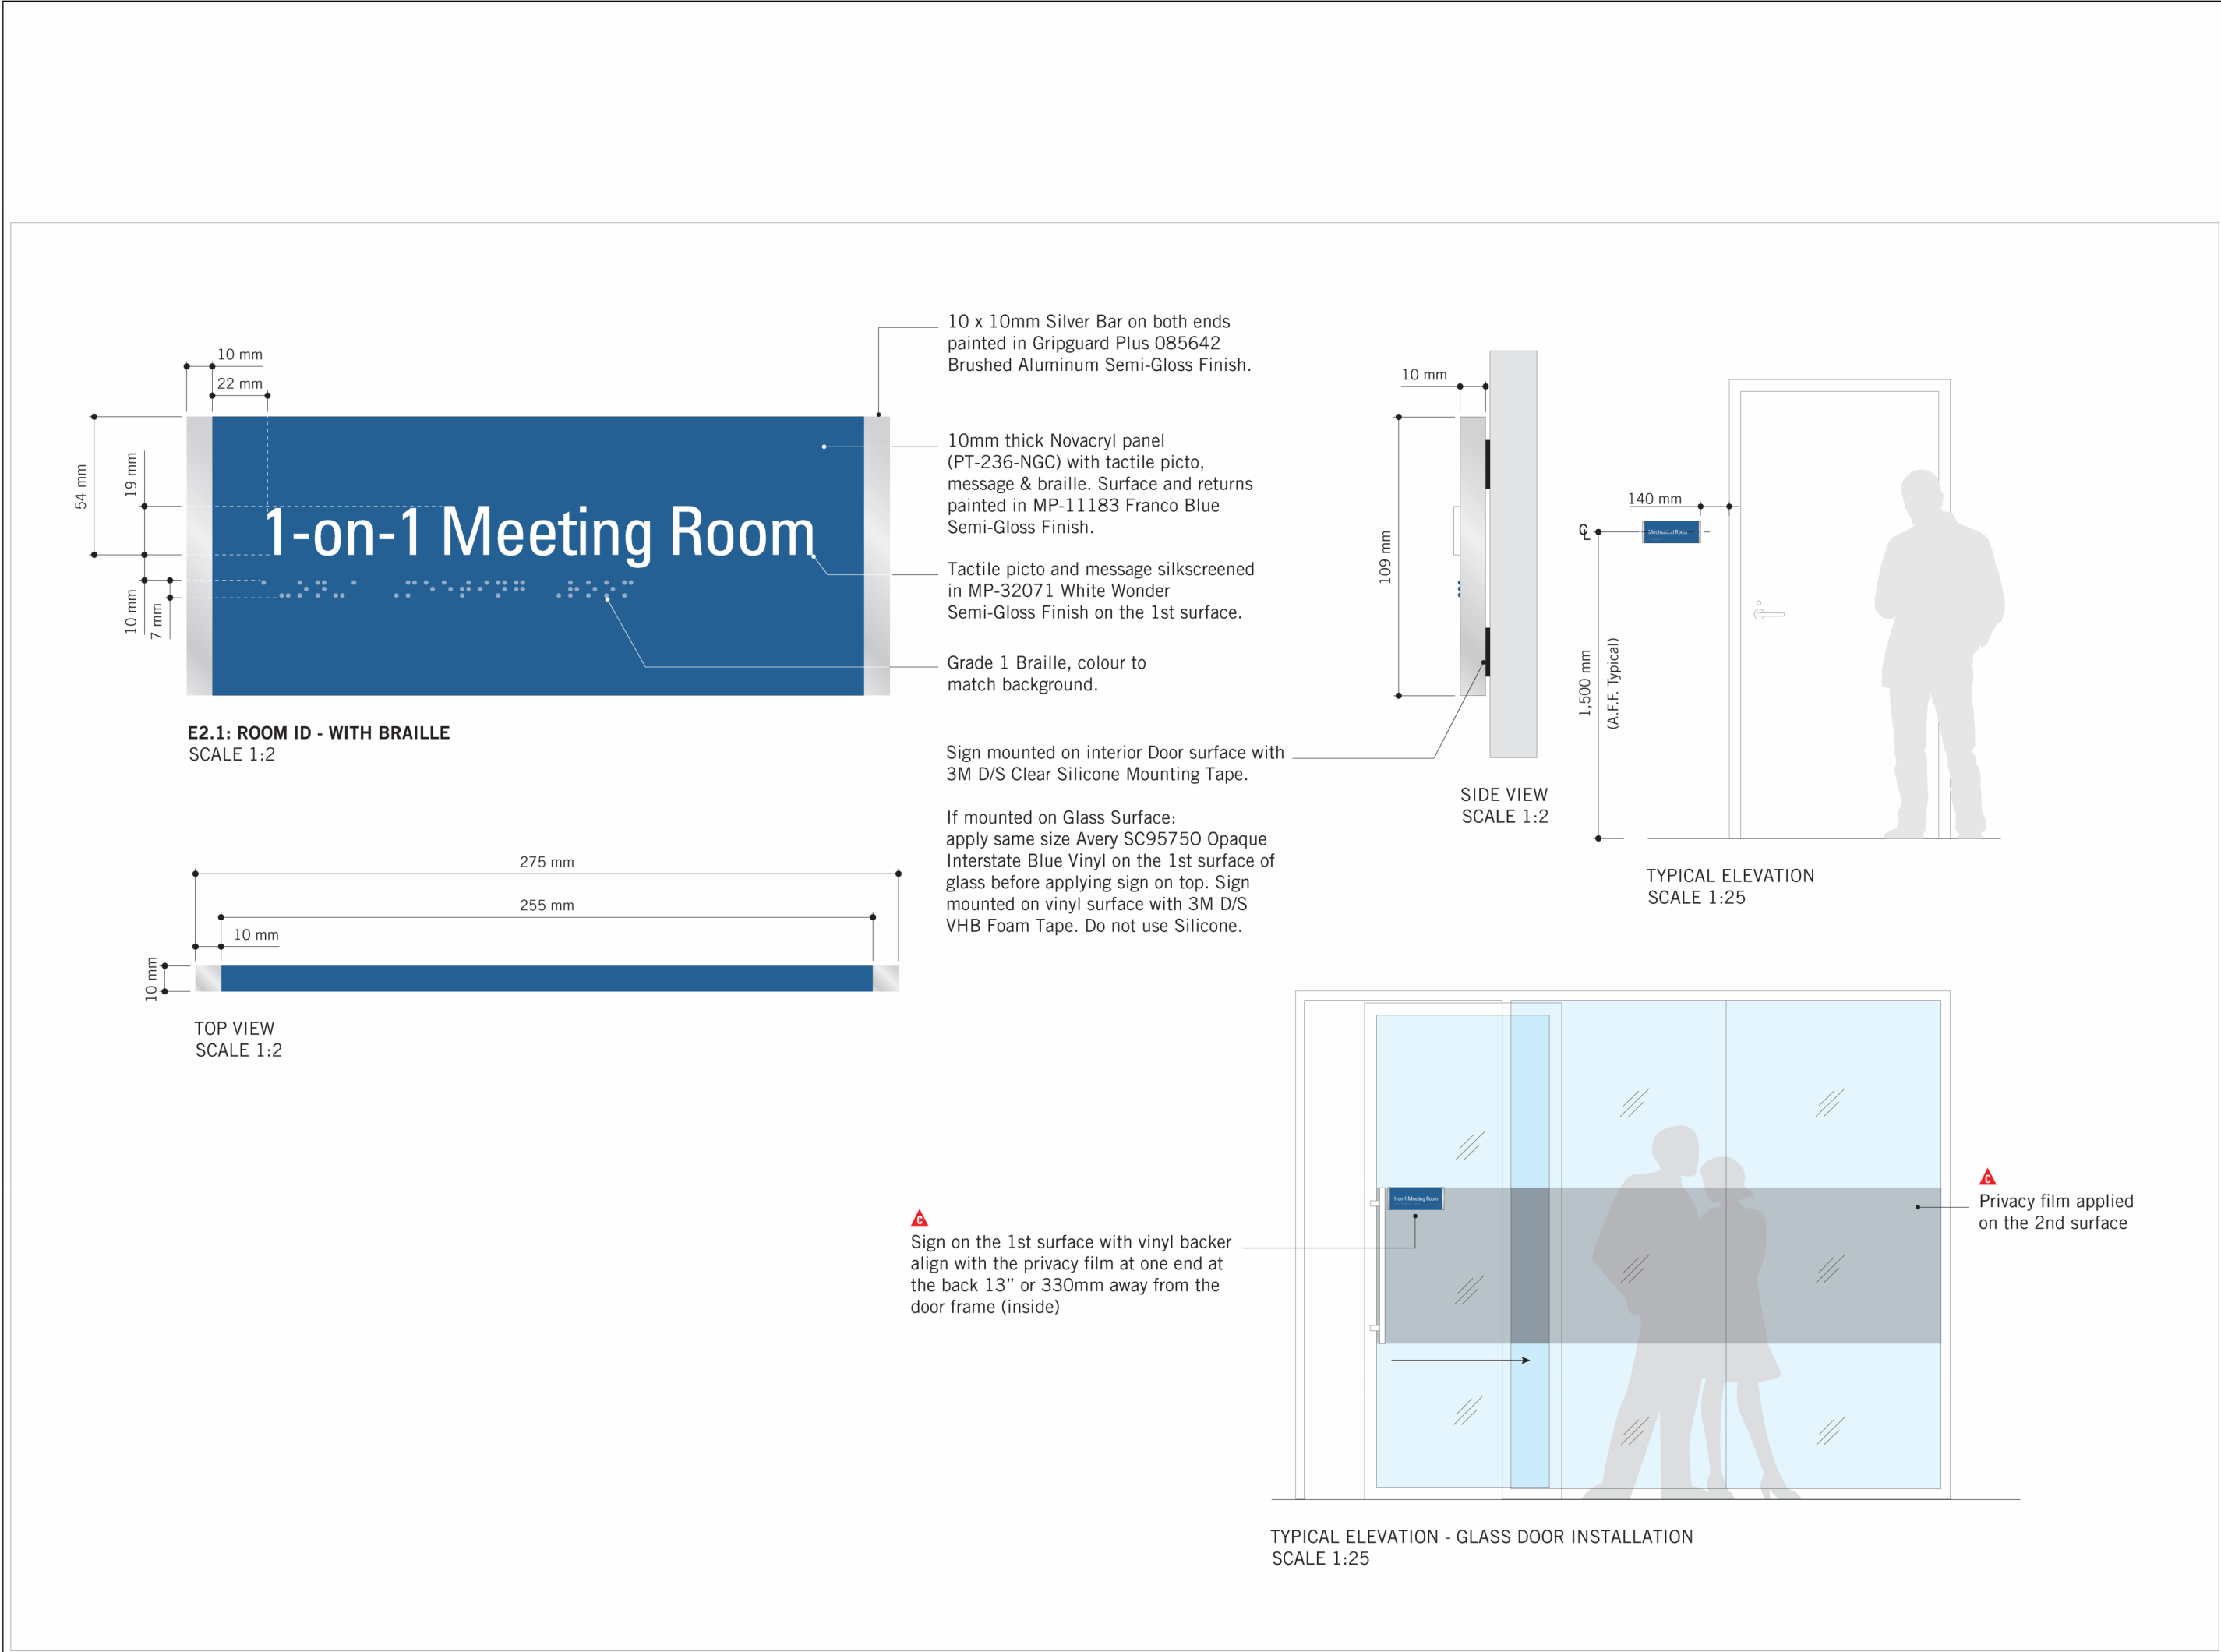 10 mm
22 mm
54 mm
19 mm
10 mm
7 mm
1-on-1 Meeting Room
E2.1: ROOM ID - WITH BRAILLE
SCALE 1:2
10 x 10mm Silver Bar on both ends
painted in Gripguard Plus 085642
Brushed Aluminum Semi-Gloss Finish.
10mm thick Novacryl panel
(PT-236-NGC) with tactile picto,
message & braille. Surface and returns
painted in MP-11183 Franco Blue
Semi-Gloss Finish.
Tactile picto and message silkscreened
in MP-32071 White Wonder
Semi-Gloss Finish on the 1st surface.
Grade 1 Braille, colour to
match background.
Sign mounted on interior Door surface with
3M D/S Clear Silicone Mounting Tape.
If mounted on Glass Surface:
apply same size Avery SC95750 Opaque
Interstate Blue Vinyl on the 1st surface of
glass before applying sign on top. Sign
mounted on vinyl surface with 3M D/S
VHB Foam Tape. Do not use Silicone.
10 mm
109 mm
SIDE VIEW
SCALE 1:2
140 mm
CL
Mechanical Room
1,500 mm
(A.F.F. Typical)
TYPICAL ELEVATION
SCALE 1:25
275 mm
255 mm
10 mm
10 mm
TOP VIEW
SCALE 1:2
C
Sign on the 1st surface with vinyl backer
align with the privacy film at one end at
the back 13” or 330mm away from the
door frame (inside)
1-on-1 Meeting Room
C
Privacy film applied
on the 2nd surface
TYPICAL ELEVATION - GLASS DOOR INSTALLATION
SCALE 1:25